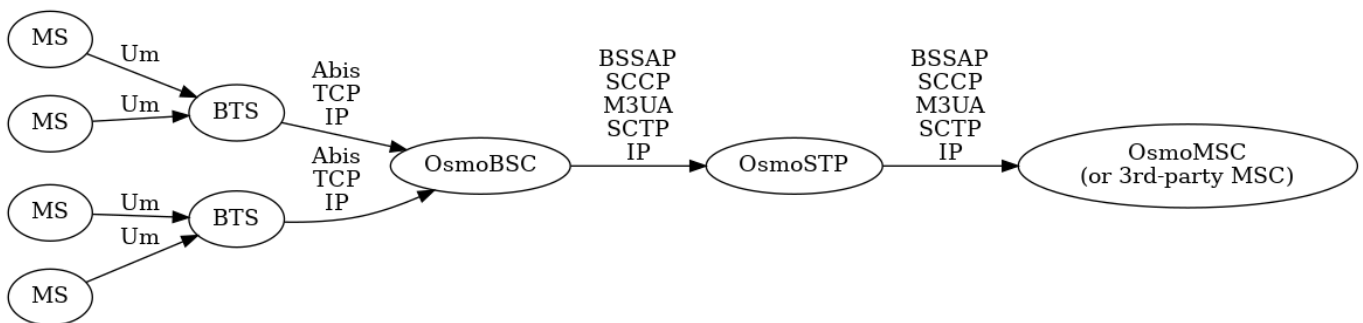 MS
Um
MS
Um
BTS
Abis
TCP
IP
MS
Um
MS
Um
BTS
Abis
TCP
IP
OsmoBSC
BSSAP
SCCP
M3UA
SCTP
IP
OsmoSTP
BSSAP
SCCP
M3UA
SCTP
IP
OsmoMSC
(or 3rd-party MSC)